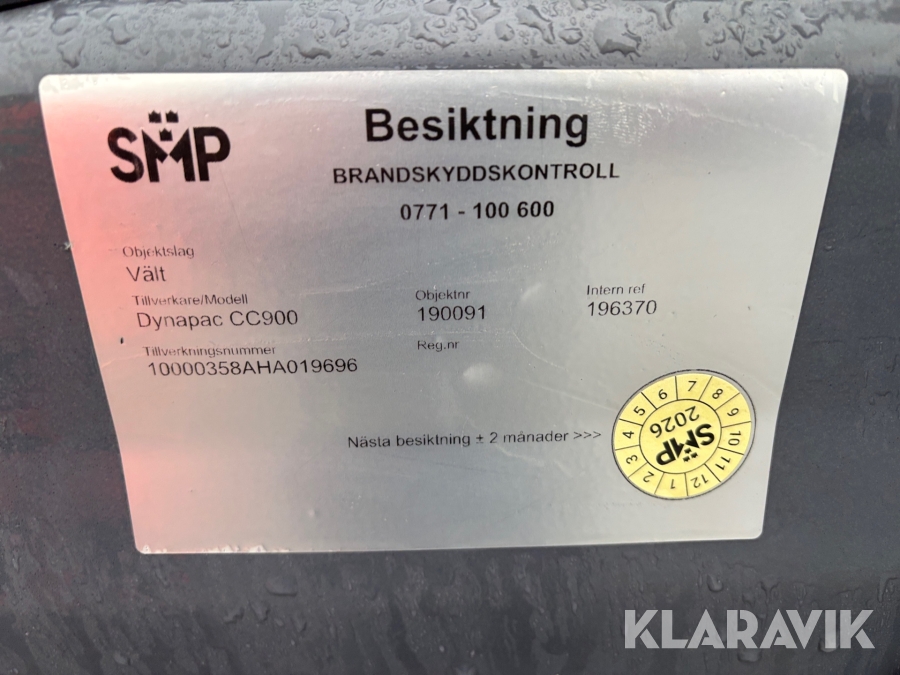 SMP
Besiktning
BRANDSKYDDSKONTROLL
0771 - 100 600
Objektslag
Vält
Tillverkare/Modell
Dynapac CC900
Objektnr
190091
Intern ref
196370
Tillverkningsnummer
10000358AHA019696
Reg.nr
Nästa besiktning ± 2 månader >>>
1 2 3 4 5 6 7 8 9 10 11 12
2026
SMP
KLARAVIK